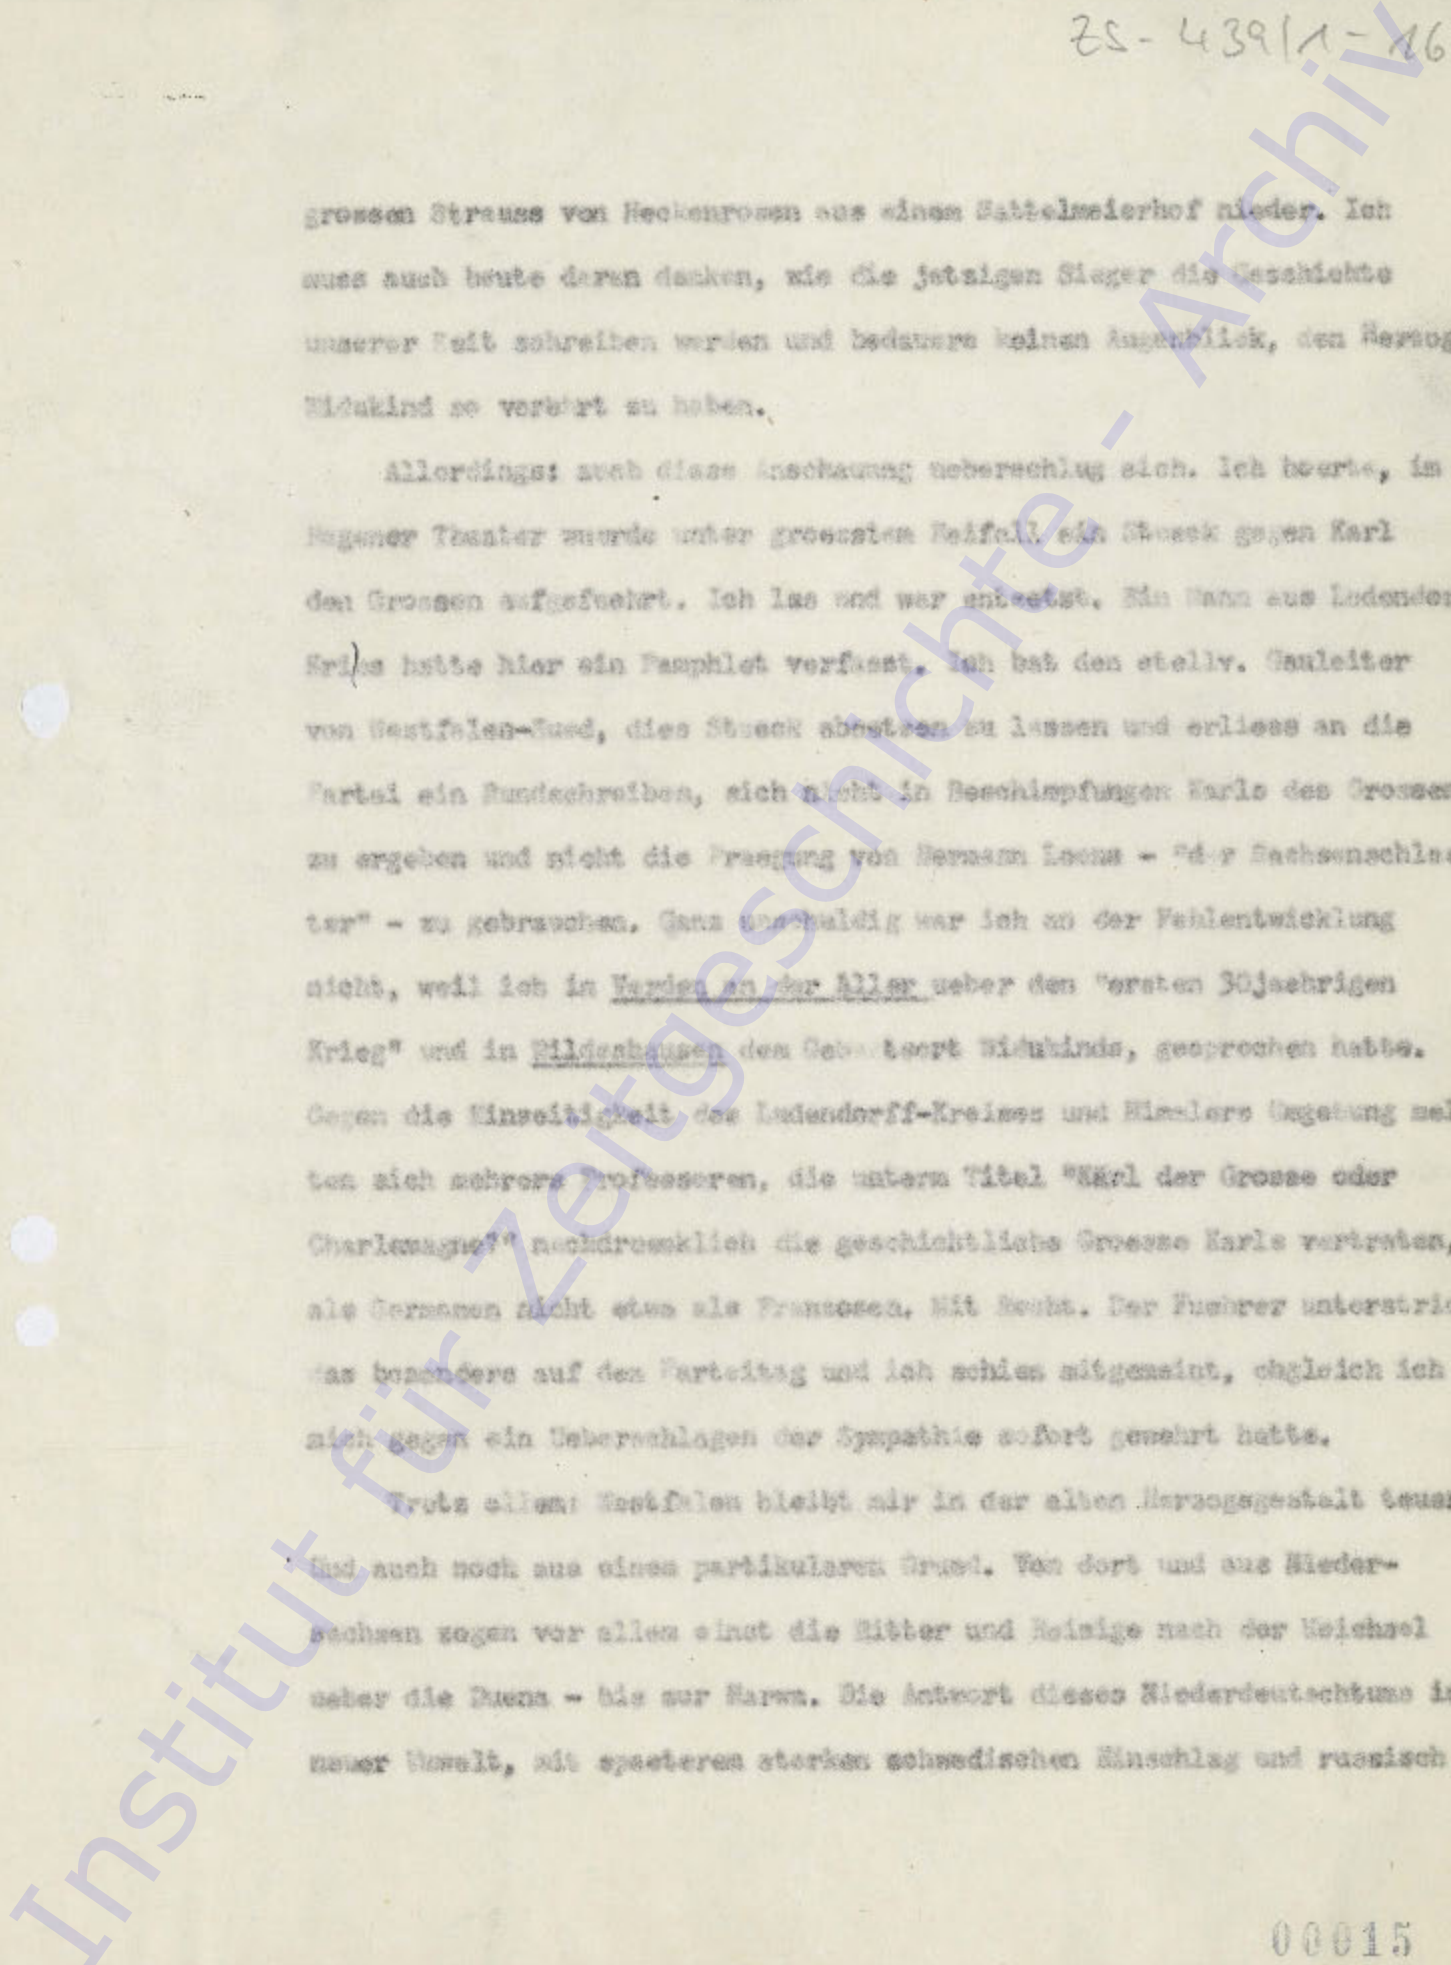 ZS - 439/1 - 16
grossen Strauss von Heckenrosen aus einem Sattelmeierhof nieder. Ich
muss auch heute daran denken, wie die jetzigen Sieger die Geschichte
unserer Zeit schreiben werden und bedauere keinen Augenblick, den Herzog
Widukind so verehrt zu haben.
Allerdings: auch diese Anschauung ueberschlug sich. Ich hoerte, im
Hagener Theater wuerde unter groesstem Beifall ein Stueck gegen Karl
den Grossen aufgefuehrt. Ich las und war entsetzt. Ein Mann aus Ludendor
hatte hier ein Pamphlet verfasst. Ich bat den stellv. Gauleiter
von Westfalen-Sued, dies Stueck absetzen zu lassen und erliess an die
Partei ein Rundschreiben, sich nicht in Beschimpfungen Karls des Grossen
zu ergeben und nicht die Praegung von Hermann Loens - "der Sachsenschlae
ter" - zu gebrauchen. Ganz unschuldig war ich an der Fehlentwicklung
nicht, weil ich in Verden an der Aller ueber den "ersten 30jaehrigen
Krieg" und in Wildeshausen dem Geburtsort Widukinds, gesprochen hatte.
Gegen die Einseitigkeit des Ludendorff-Kreises und Himmlers Umgebung mel
ten sich mehrere Professoren, die unterm Titel "Karl der Grosse oder
Charlemagne?" nachdruecklich die geschichtliche Groesse Karls vertraten,
als Germanen nicht etwa als Franzosen. Mit Recht. Der Fuehrer unterstric
das besonders auf dem Parteitag und ich schien mitgemeint, obgleich ich
mich gegen ein Ueberschlagen der Sympathie sofort gewehrt hatte.
Trotz allem: Westfalen bleibt mir in der alten Herzogsgestalt teuer
Und auch noch aus einem partikularen Grund. Von dort und aus Nieder-
sachsen zogen vor allem einst die Ritter und Reisige nach der Weichsel
ueber die Duena - bis zur Narwa. Die Antwort dieses Niederdeutschtums in
neuer Umwelt, mit spaeterem starken schwedischen Einschlag und russisch
00015
Institut für Zeitgeschichte - Archiv